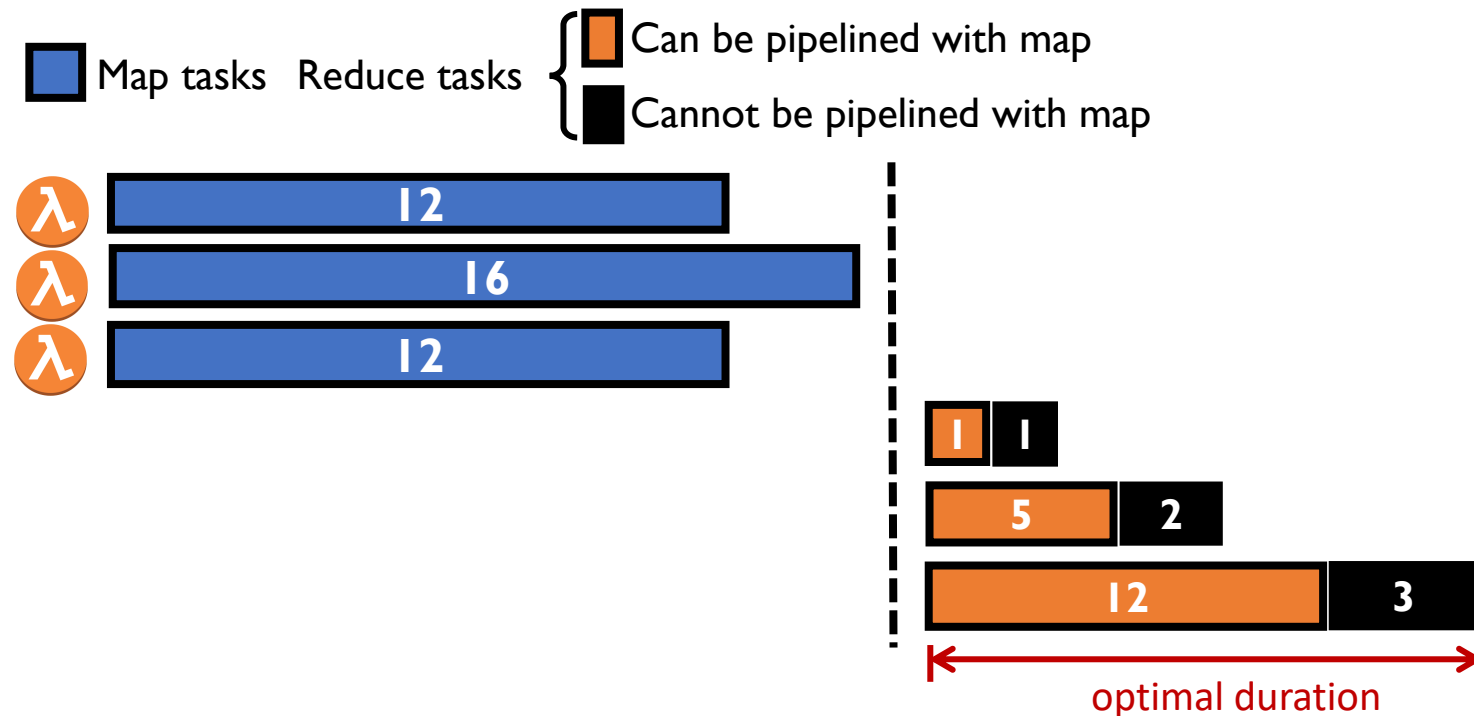 Can be pipelined with map
Map tasks Reduce tasks
Cannot be pipelined with map
λ 12
λ 16
λ 12
1 1
5 2
12 3
optimal duration